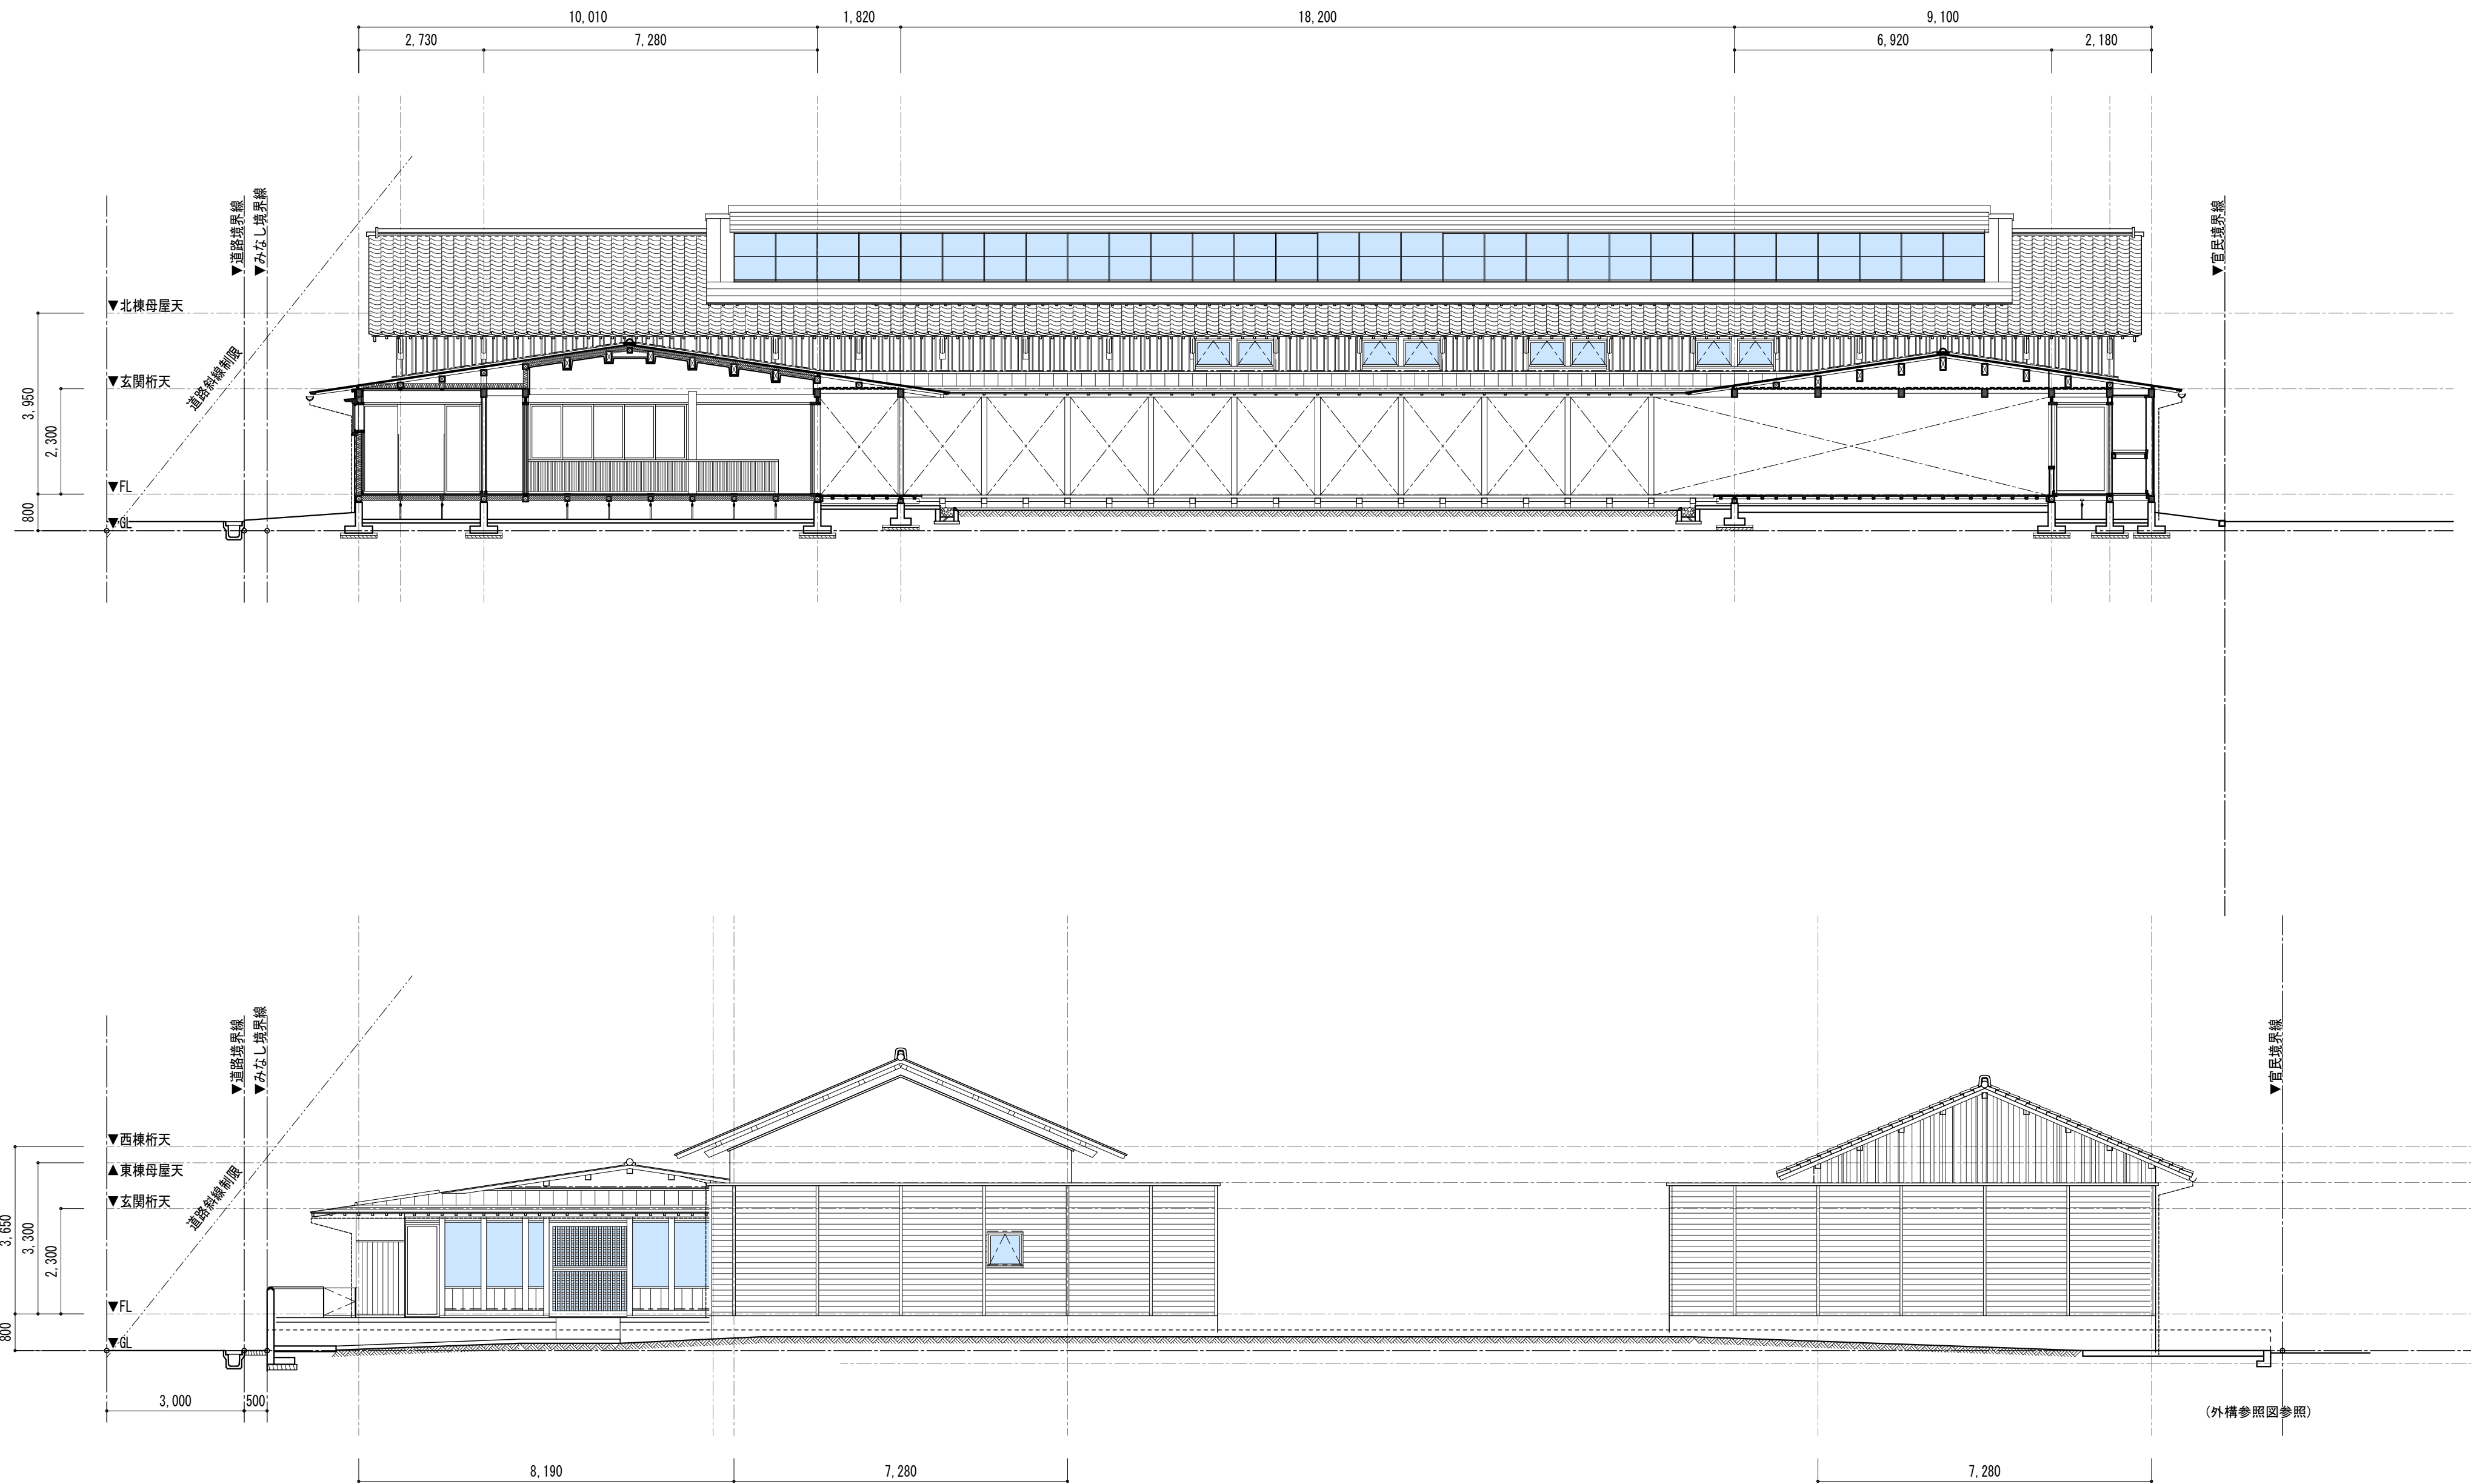 10,010
1,820
18,200
9,100
2,730
7,280
6,920
2,180
▼道路境界線
▼みなし境界線
▼官民境界線
道路斜線制限
▼北棟母屋天
▼玄関桁天
▼FL
▼GL
3,950
2,300
800
▼道路境界線
▼みなし境界線
▼官民境界線
道路斜線制限
▼西棟桁天
▲東棟母屋天
▼玄関桁天
▼FL
▼GL
3,650
3,300
2,300
800
3,000
500
(外構参照図参照)
8,190
7,280
7,280